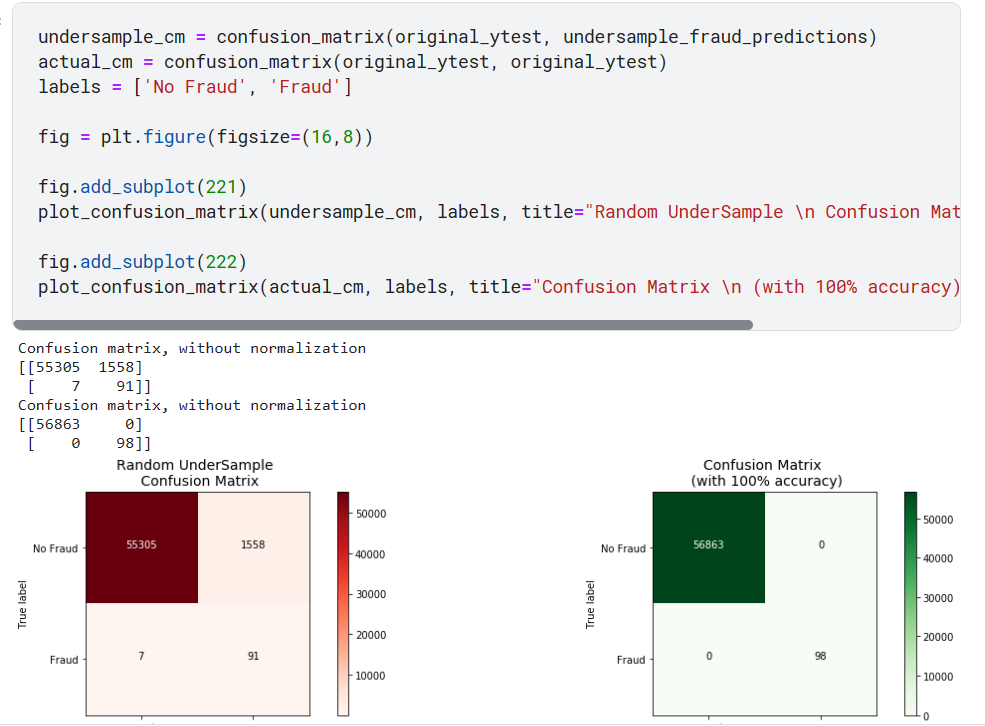 undersample_cm = confusion_matrix(original_ytest, undersample_fraud_predictions)
actual_cm = confusion_matrix(original_ytest, original_ytest)
labels = ['No Fraud', 'Fraud']
fig = plt.figure(figsize=(16,8))
fig.add_subplot(221)
plot_confusion_matrix(undersample_cm, labels, title="Random UnderSample \n Confusion Mat
fig.add_subplot(222)
plot_confusion_matrix(actual_cm, labels, title="Confusion Matrix \n (with 100% accuracy)
Confusion matrix, without normalization
[[55305  1558]
 [    7    91]]
Confusion matrix, without normalization
[[56863     0]
 [    0    98]]
Random UnderSample
Confusion Matrix
True label
No Fraud
Fraud
55305 1558
7 91
50000
40000
30000
20000
10000
Confusion Matrix
(with 100% accuracy)
True label
No Fraud
Fraud
56863 0
0 98
50000
40000
30000
20000
10000
0